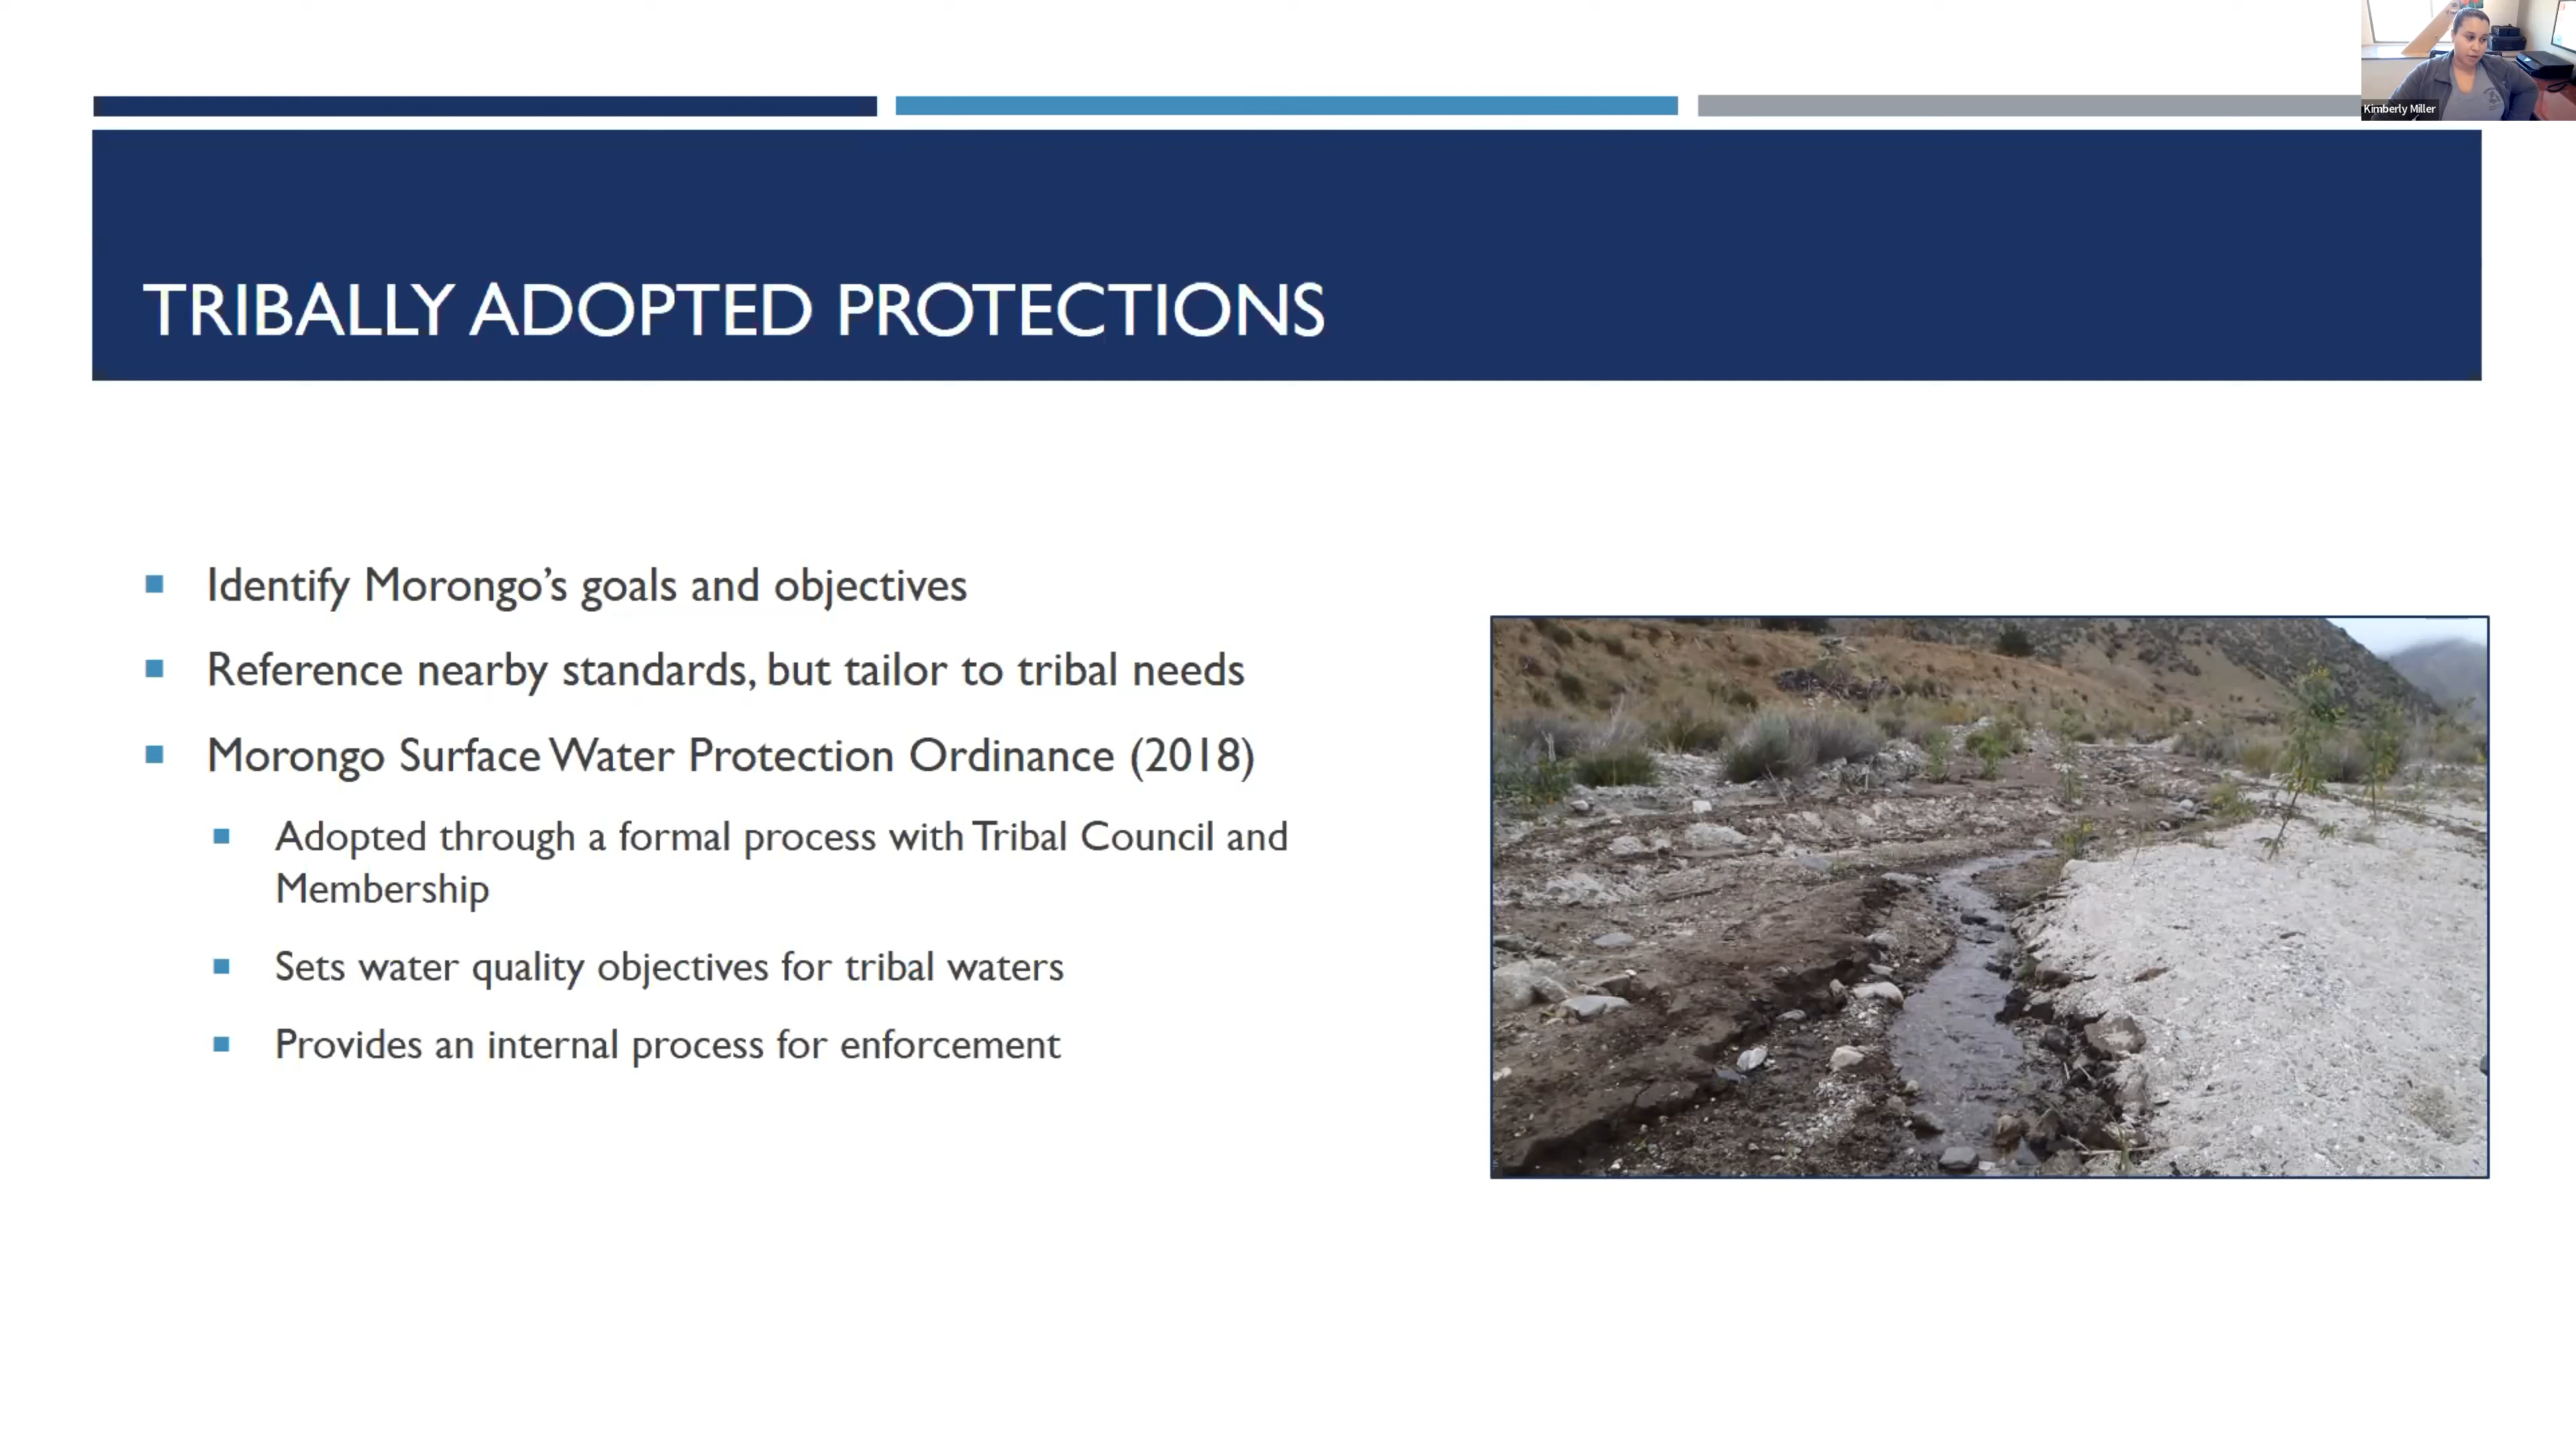 Kimberly Miller
TRIBALLY ADOPTED PROTECTIONS
Identify Morongo’s goals and objectives
Reference nearby standards, but tailor to tribal needs
Morongo Surface Water Protection Ordinance (2018)
Adopted through a formal process with Tribal Council and
Membership
Sets water quality objectives for tribal waters
Provides an internal process for enforcement